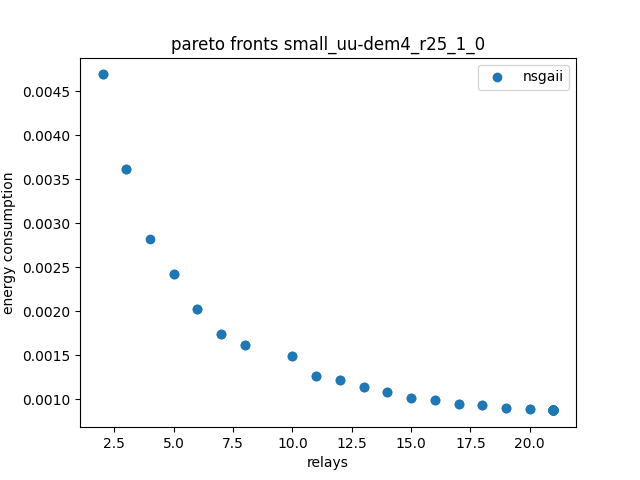 pareto fronts small_uu-dem4_r25_1_0
nsgaii
energy consumption
0.0045
0.0040
0.0035
0.0030
0.0025
0.0020
0.0015
0.0010
2.5 5.0 7.5 10.0 12.5 15.0 17.5 20.0
relays